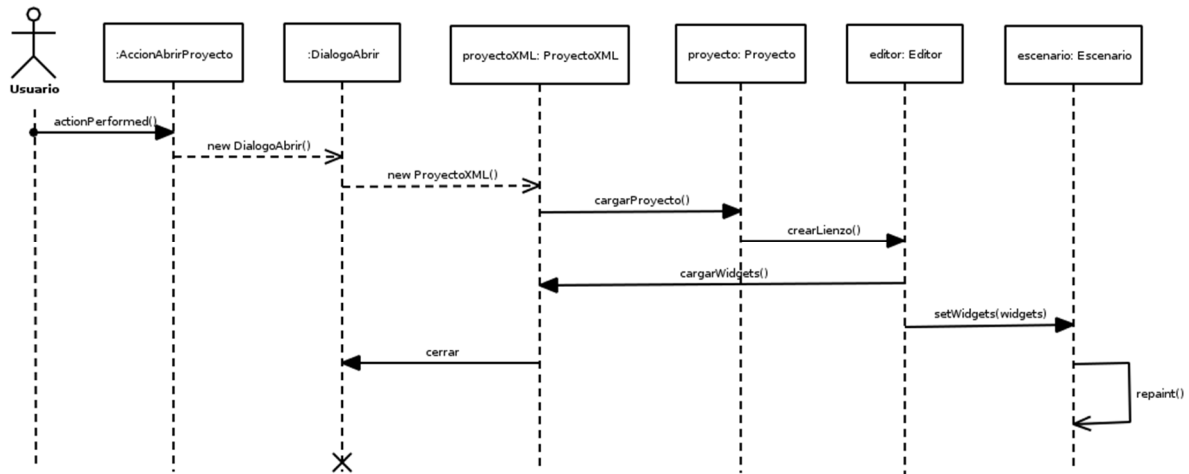 :AccionAbrirProyecto
:DialogoAbrir
proyectoXML: ProyectoXML
proyecto: Proyecto
editor: Editor
escenario: Escenario
Usuario
actionPerformed()
new DialogoAbrir()
new ProyectoXML()
cargarProyecto()
crearLienzo()
cargarWidgets()
setWidgets(widgets)
cerrar
repaint()